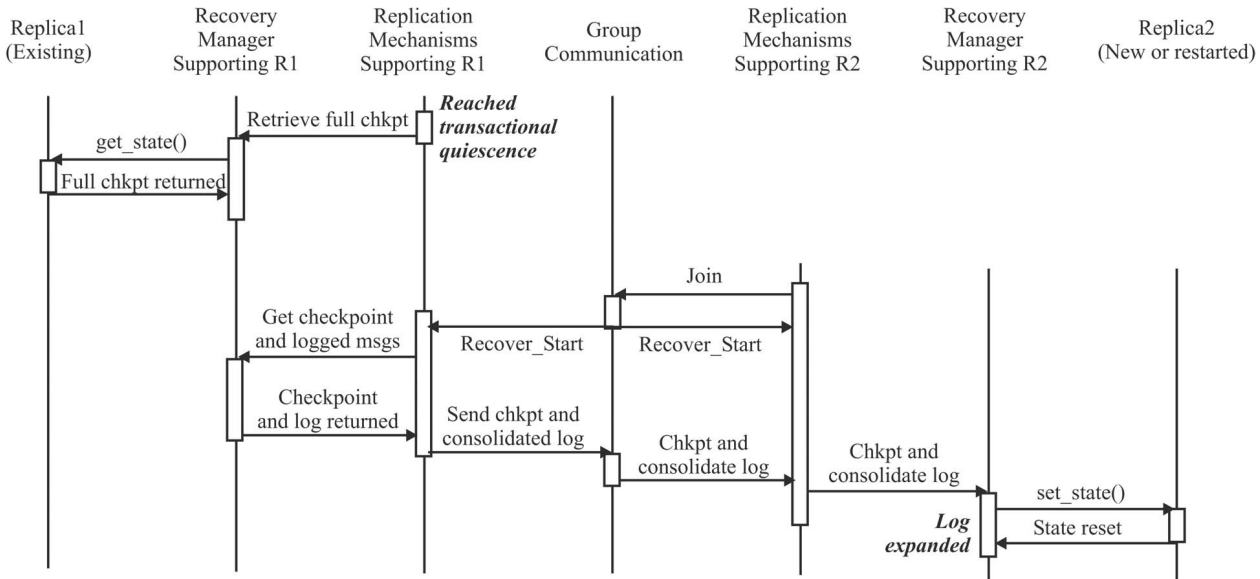 Replica1
(Existing)
Recovery
Manager
Supporting R1
Replication
Mechanisms
Supporting R1
Group
Communication
Replication
Mechanisms
Supporting R2
Recovery
Manager
Supporting R2
Replica2
(New or restarted)
Retrieve full chkpt
Reached
transactional
quiescence
get_state()
Full chkpt returned
Join
Recover_Start
Recover_Start
Get checkpoint
and logged msgs
Checkpoint
and log returned
Send chkpt and
consolidated log
Chkpt and
consolidate log
Chkpt and
consolidate log
set_state()
Log
expanded
State reset